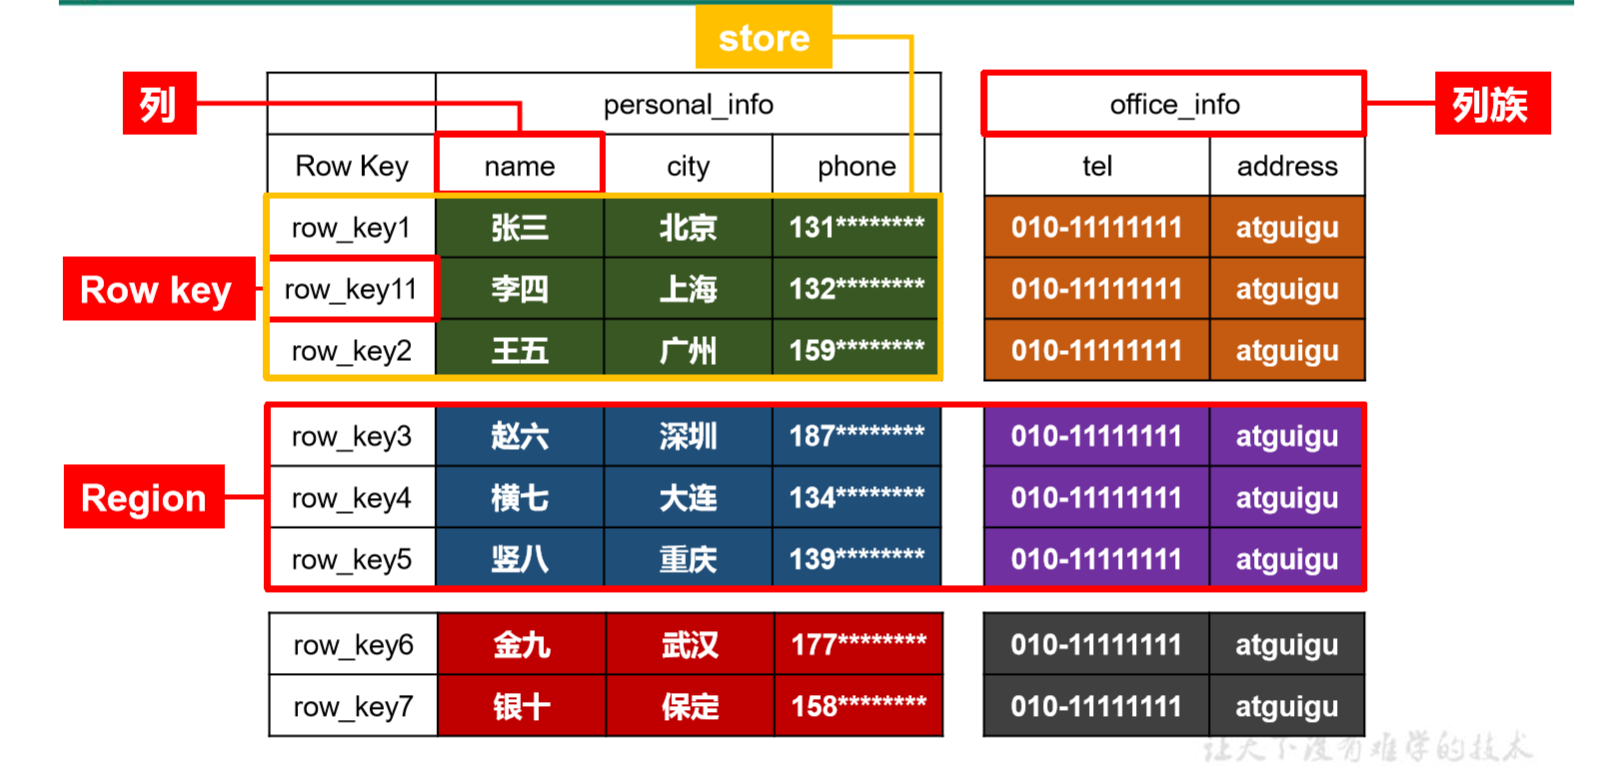 store
列 personal_info office_info 列族
Row Key name city phone tel address
row_key1 张三 北京 131******** 010-11111111 atguigu
Row key row_key11 李四 上海 132******** 010-11111111 atguigu
row_key2 王五 广州 159******** 010-11111111 atguigu
row_key3 赵六 深圳 187******** 010-11111111 atguigu
Region row_key4 横七 大连 134******** 010-11111111 atguigu
row_key5 竖八 重庆 139******** 010-11111111 atguigu
row_key6 金九 武汉 177******** 010-11111111 atguigu
row_key7 银十 保定 158******** 010-11111111 atguigu
让天下没有难学的技术